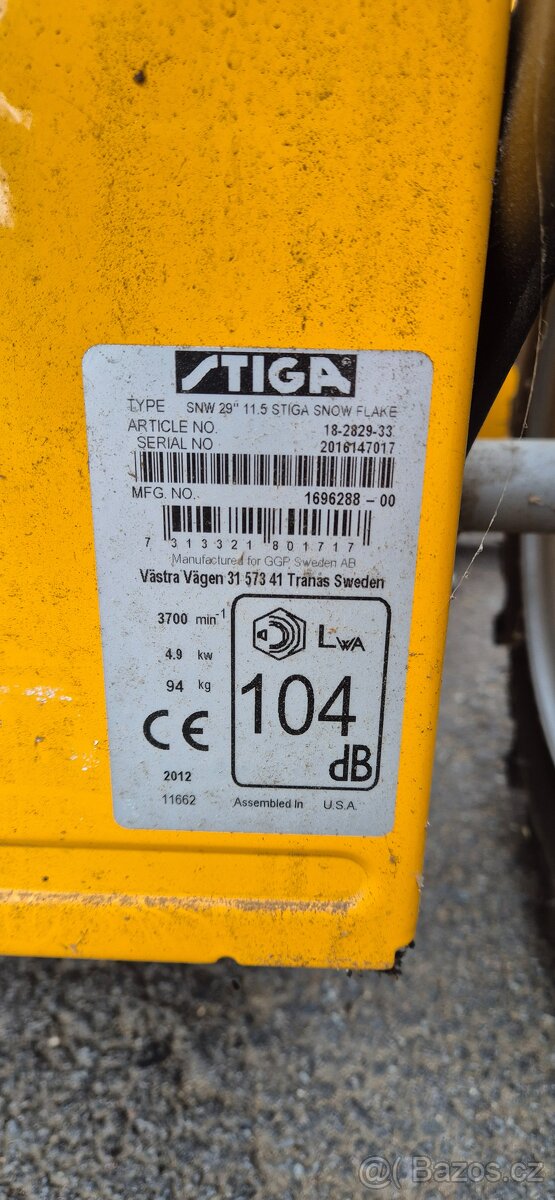 STIGA
TYPE SNW 29" 11.5 STIGA SNOW FLAKE
ARTICLE NO. 18-2829-33
SERIAL NO 2016147017
MFG. NO. 1696288-00
7 313321 801717
Manufactured for GGP Sweden AB
Västra Vägen 31 573 41 Tranas Sweden
3700 min-1
4.9 kw
94 kg
CE
2012
11662
LWA
104
dB
Assembled In U.S.A.
@ Bazos.cz